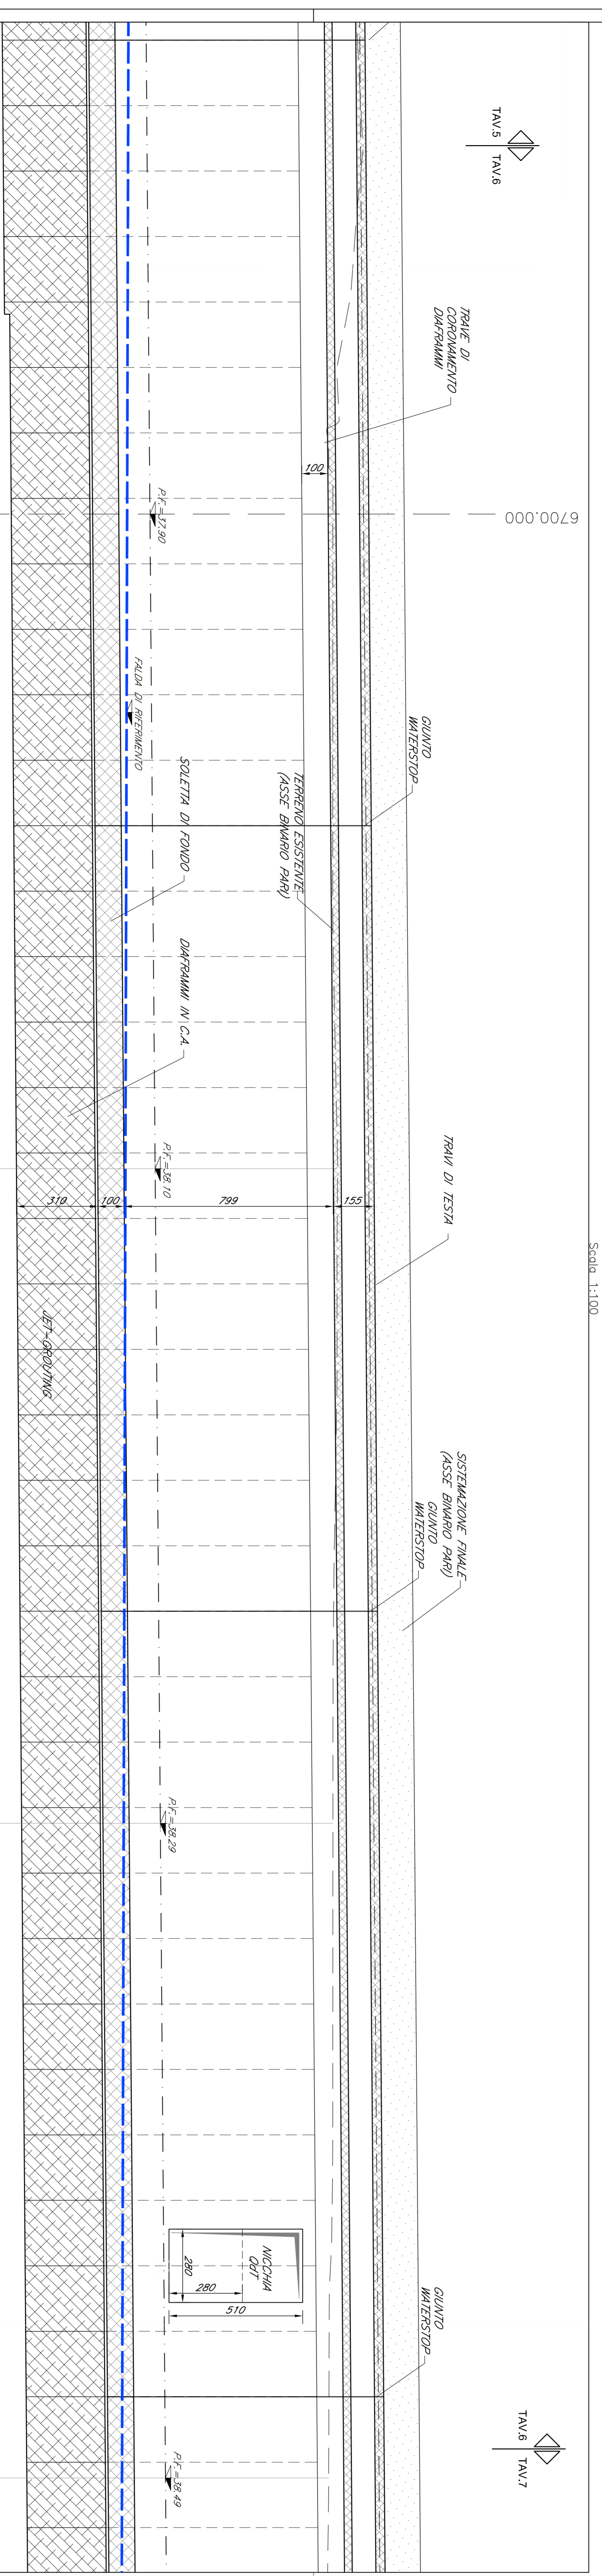 Scala 1:100
TAV.5 TAV.6
TRAVE DI
CORONAMENTO
DIAFRAMMI
100
6700.000
P.F.=37.90
FALDA DI RIFERIMENTO
GIUNTO
WATERSTOP
SOLETTA DI FONDO
TERRENO ESISTENTE
(ASSE BINARIO PARI)
DIAFRAMMI IN C.A.
TRAVI DI TESTA
P.F.=38.10
310
100
799
155
JET-GROUTING
SISTEMAZIONE FINALE
(ASSE BINARIO PARI)
GIUNTO
WATERSTOP
P.F.=38.29
NICCHIA
QdT
280
280
510
GIUNTO
WATERSTOP
TAV.6 TAV.7
P.F.=38.49